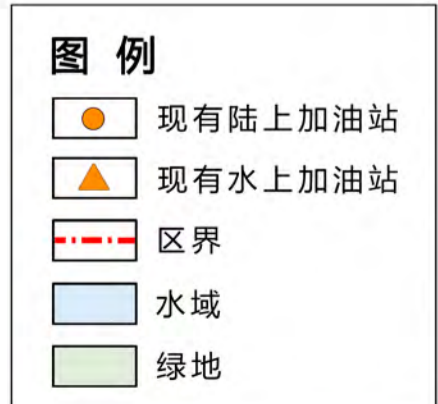 图 例
现有陆上加油站
现有水上加油站
区界
水域
绿地